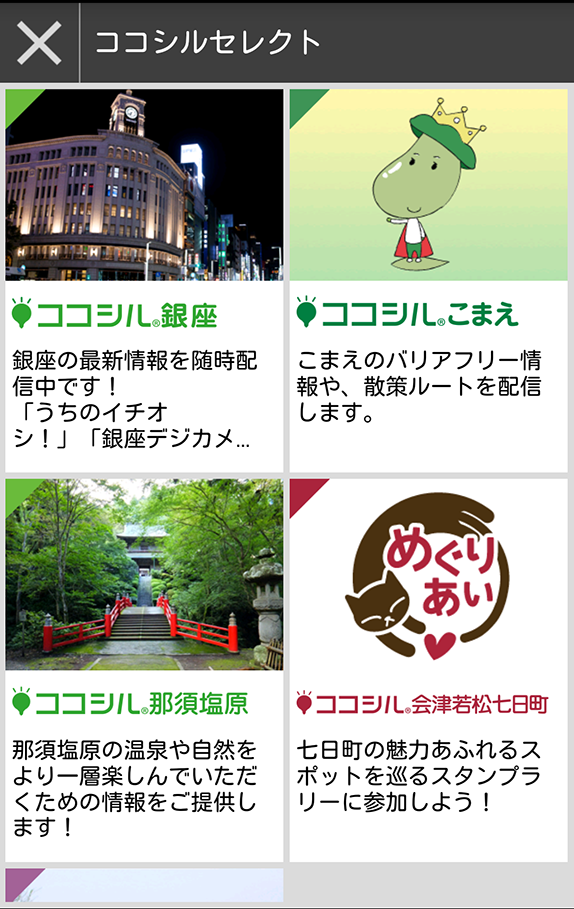 ココシルセレクト
ココシル®銀座
銀座の最新情報を随時配
信中です！
「うちのイチオ
シ！」「銀座デジカメ...
ココシル®こまえ
こまえのバリアフリー情
報や、散策ルートを配信
します。
ココシル®那須塩原
那須塩原の温泉や自然を
より一層楽しんでいただ
くための情報をご提供し
ます！
めぐり
あい
ココシル®会津若松七日町
七日町の魅力あふれるス
ポットを巡るスタンプラ
リーに参加しよう！